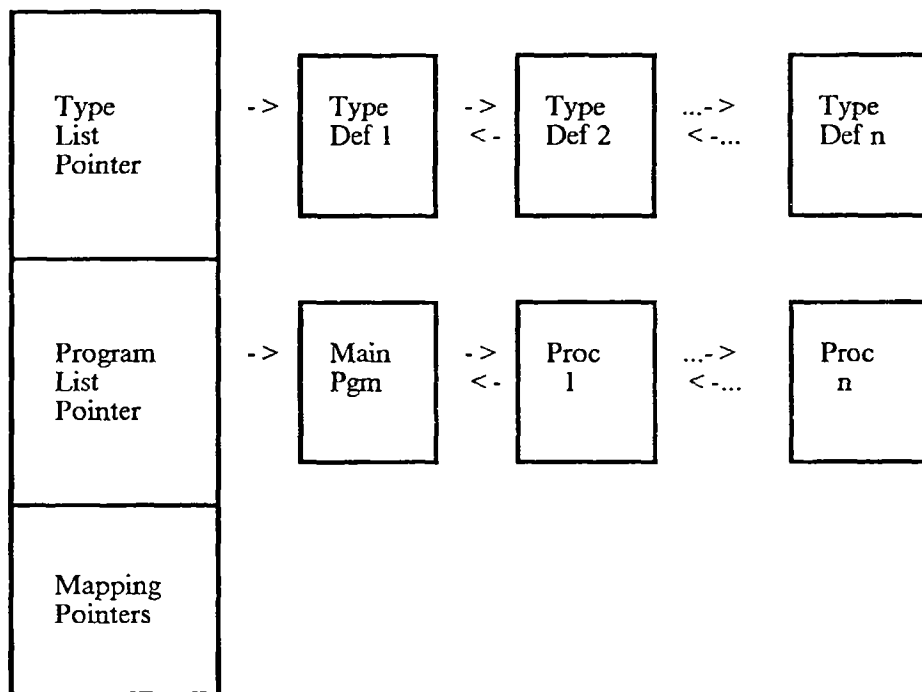 Type
List
Pointer
- >
Type
Def 1
- >
< -
Type
Def 2
...- >
< -...
Type
Def n
Program
List
Pointer
- >
Main
Pgm
- >
< -
Proc
1
...- >
< -...
Proc
n
Mapping
Pointers